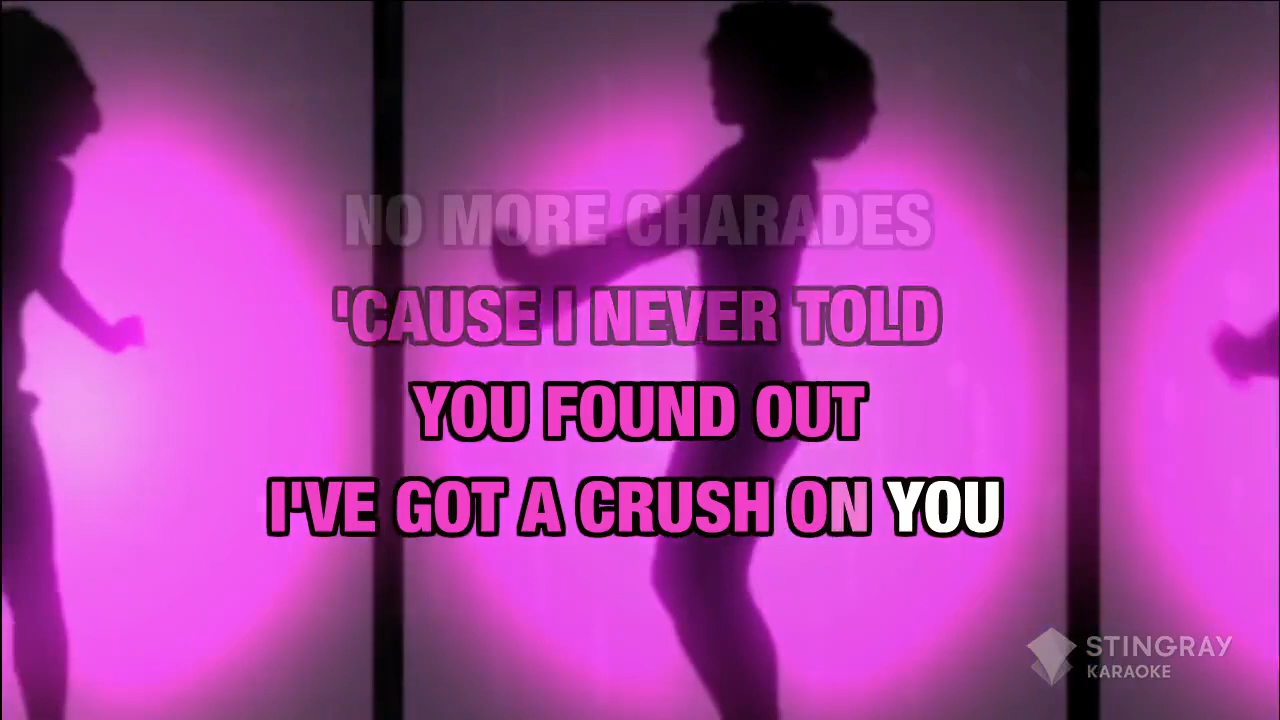 NO MORE CHARADES
'CAUSE I NEVER TOLD
YOU FOUND OUT
I'VE GOT A CRUSH ON YOU
STINGRAY
KARAOKE